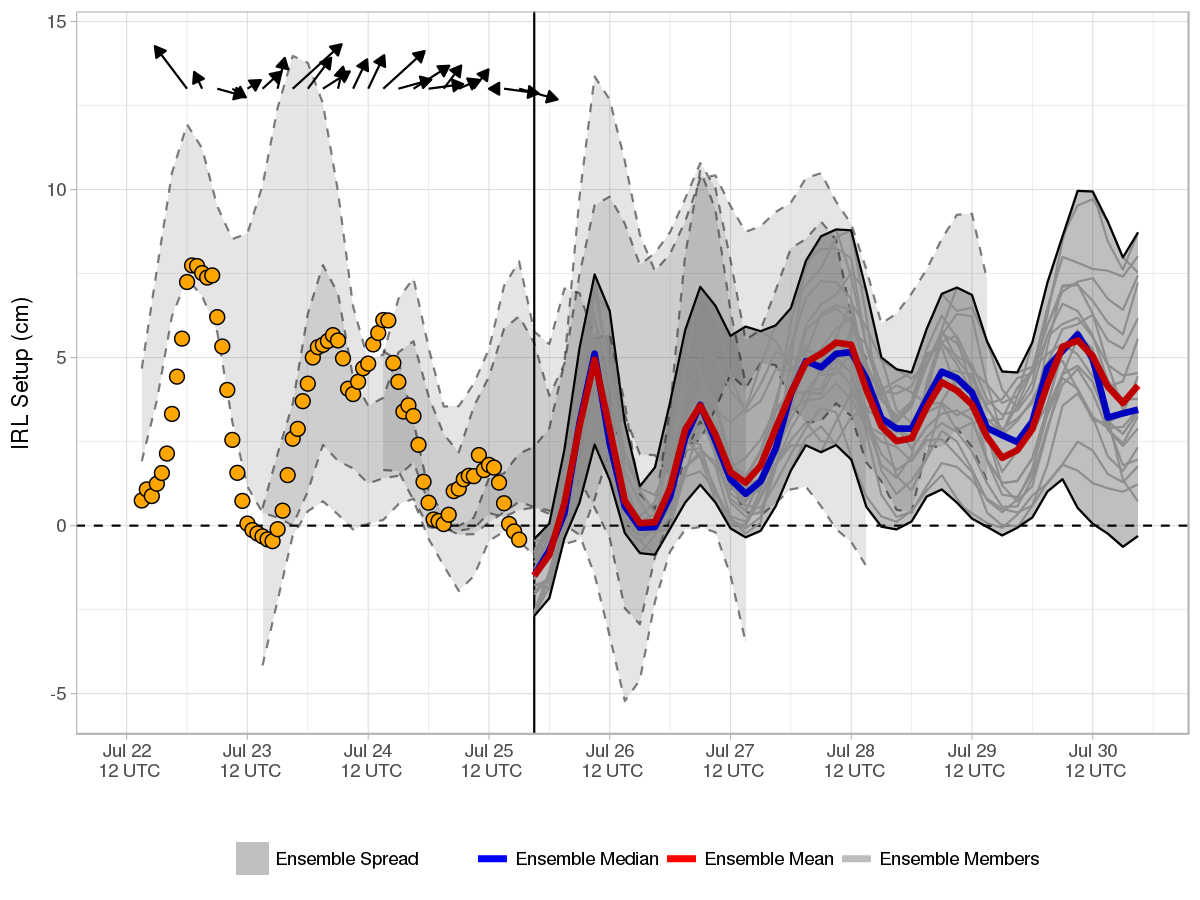 IRL Setup (cm)
15
10
5
0
-5
Jul 22 Jul 23 Jul 24 Jul 25 Jul 26 Jul 27 Jul 28 Jul 29 Jul 30
12 UTC 12 UTC 12 UTC 12 UTC 12 UTC 12 UTC 12 UTC 12 UTC 12 UTC
Ensemble Spread Ensemble Median Ensemble Mean Ensemble Members